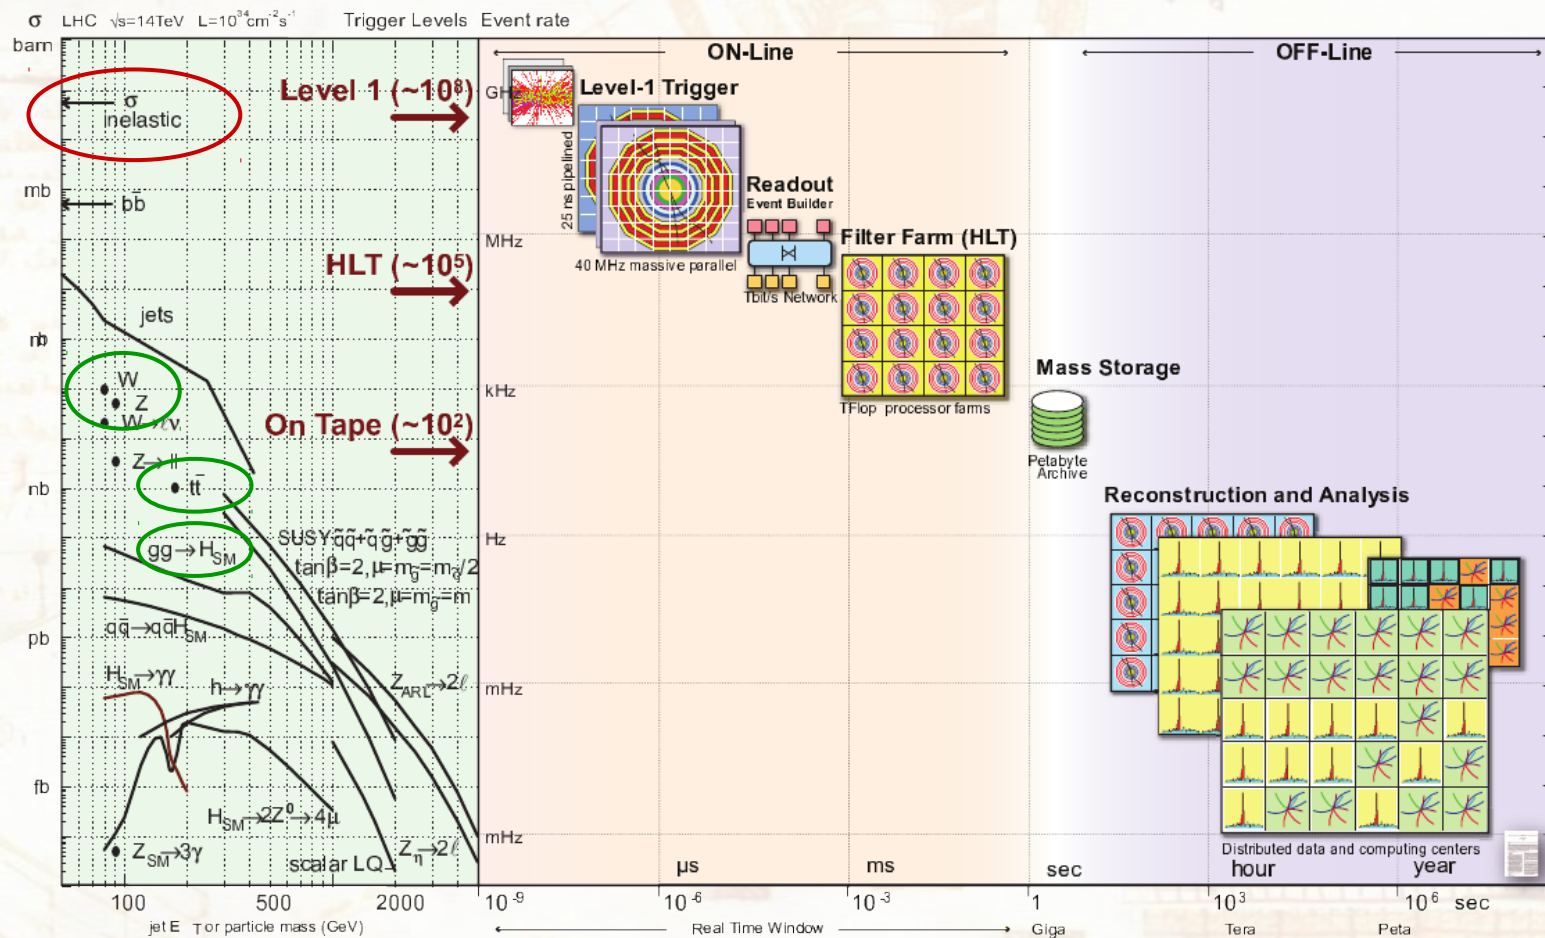 σ LHC √s=14TeV L=10³⁴cm⁻²s⁻¹ Trigger Levels Event rate
barn
ON-Line
OFF-Line
Level 1 (~10⁸)
GHz
Level-1 Trigger
σ
inelastic
25 ns pipelined
mb
bb̄
Readout
Event Builder
MHz
Filter Farm (HLT)
HLT (~10⁵)
40 MHz massive parallel
Tbit/s Network
jets
Mass Storage
W
kHz
Z
TFlop processor farms
W→ℓν
On Tape (~10²)
Z→ll
Petabyte
Archive
nb
tt̄
Reconstruction and Analysis
gg→H_SM
SUSY q̃q̃+q̃g̃+g̃g̃
Hz
tanβ=2,μ=m_g̃=m_q̃/2
tanβ=2,μ=m_g̃=m
qq̄→qq̄H_SM
pb
H_SM→γγ
h→γγ
Z_ARL→2ℓ
mHz
fb
H_SM→2Z⁰→4μ
mHz
Z_SM→3γ
scalar LQ
Z_η→2ℓ
Distributed data and computing centers
μs ms sec hour year
100 500 2000 10⁻⁹ 10⁻⁶ 10⁻³ 1 10³ 10⁶ sec
jet E T or particle mass (GeV) Real Time Window Giga Tera Peta